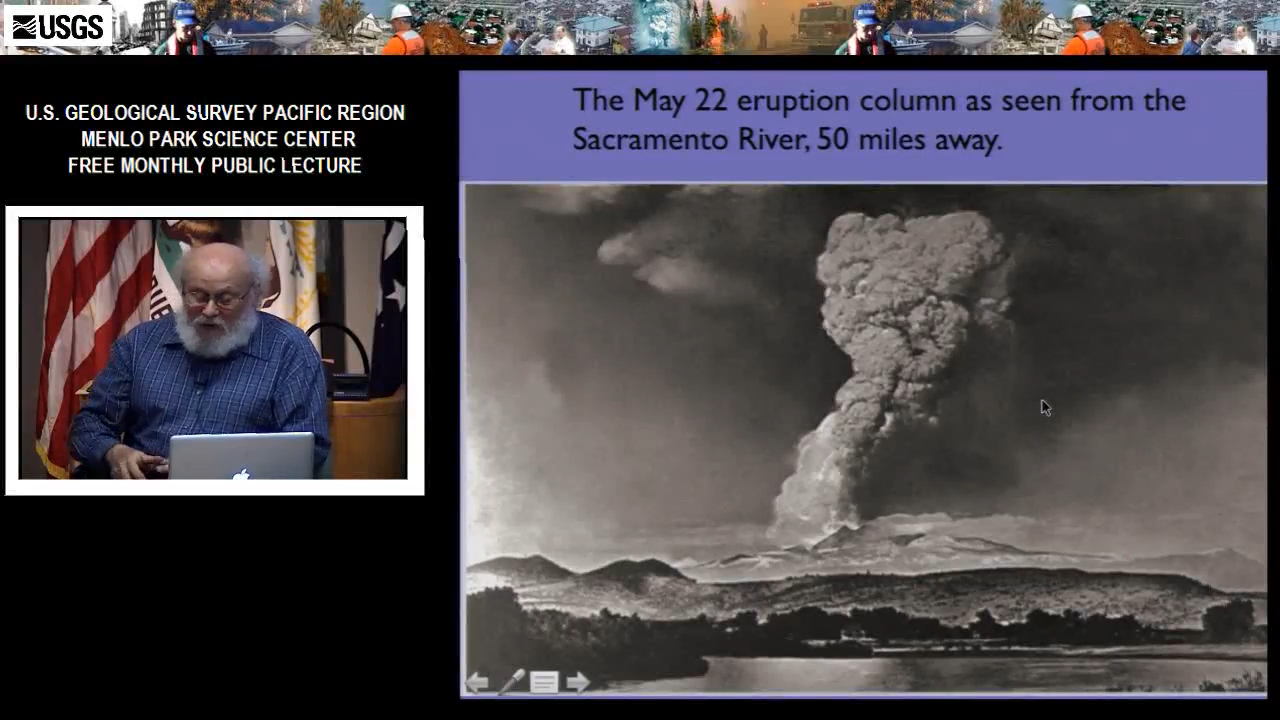 USGS
U.S. GEOLOGICAL SURVEY PACIFIC REGION
MENLO PARK SCIENCE CENTER
FREE MONTHLY PUBLIC LECTURE
The May 22 eruption column as seen from the
Sacramento River, 50 miles away.